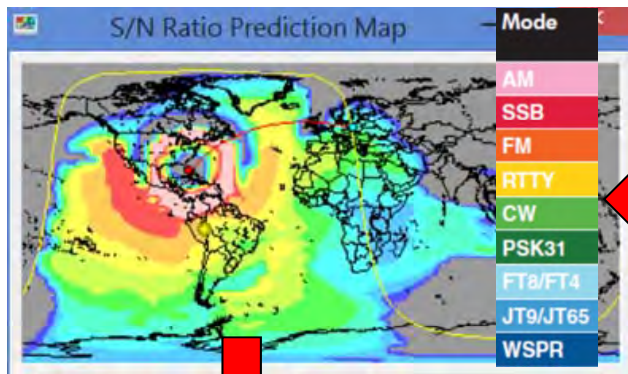 S/N Ratio Prediction Map
Mode
AM
SSB
FM
RTTY
CW
PSK31
FT8/FT4
JT9/JT65
WSPR